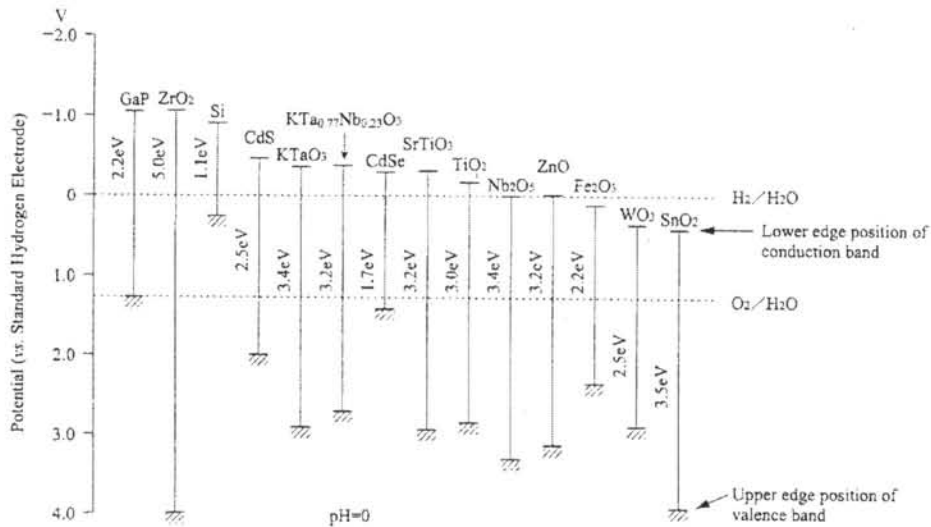 V
−2.0
−1.0
0
1.0
2.0
3.0
4.0
Potential (vs. Standard Hydrogen Electrode)
GaP
ZrO₂
Si
CdS
KTaO₃
KTa₀.₇₇Nb₀.₂₃O₃
CdSe
SrTiO₃
TiO₂
Nb₂O₅
ZnO
Fe₂O₃
WO₃
SnO₂
2.2eV
5.0eV
1.1eV
2.5eV
3.4eV
3.2eV
1.7eV
3.2eV
3.0eV
3.4eV
3.2eV
2.2eV
2.5eV
3.5eV
H₂/H₂O
Lower edge position of
conduction band
O₂/H₂O
Upper edge position of
valence band
pH=0